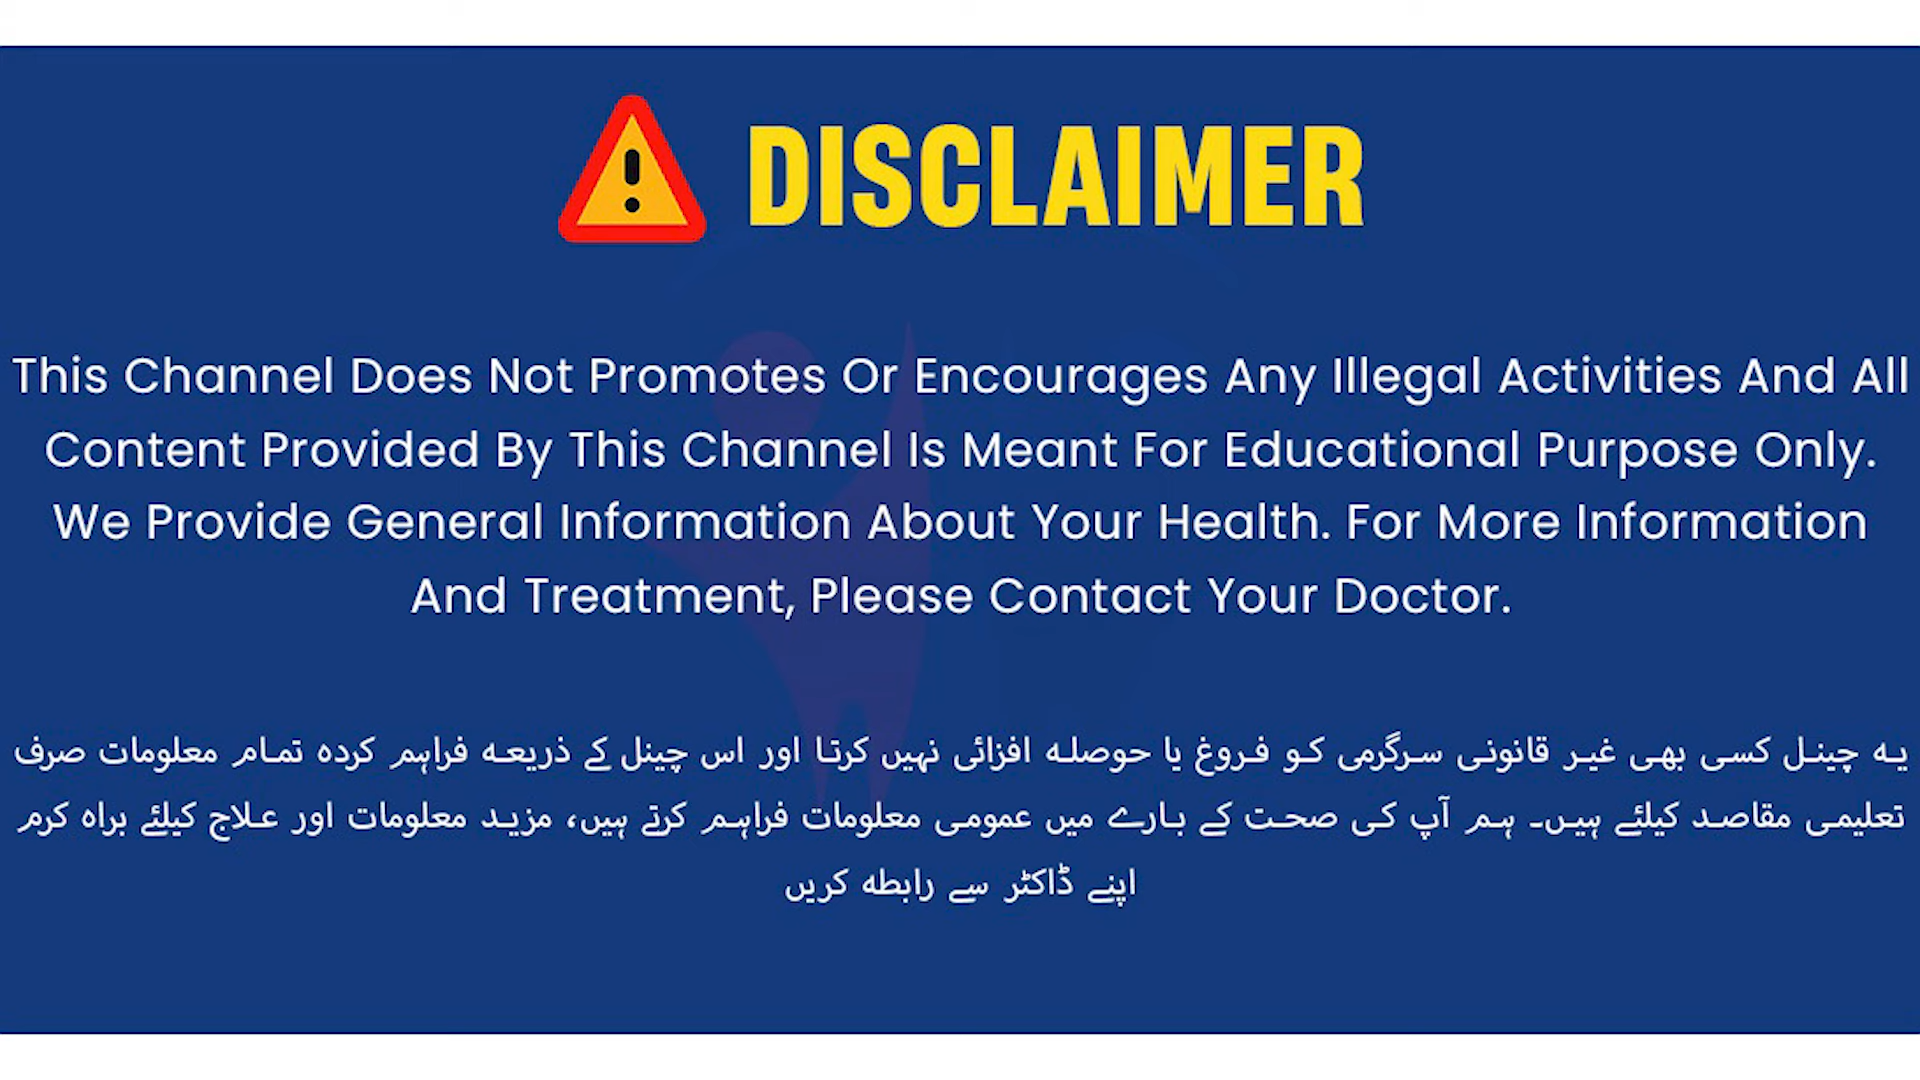 DISCLAIMER
This Channel Does Not Promotes Or Encourages Any Illegal Activities And All
Content Provided By This Channel Is Meant For Educational Purpose Only.
We Provide General Information About Your Health. For More Information
And Treatment, Please Contact Your Doctor.
یہ چینل کسی بھی غیر قانونی سرگرمی کو فروغ یا حوصلہ افزائی نہیں کرتا اور اس چینل کے ذریعہ فراہم کردہ تمام معلومات صرف
تعلیمی مقاصد کیلئے ہیں۔ ہم آپ کی صحت کے بارے میں عمومی معلومات فراہم کرتے ہیں، مزید معلومات اور علاج کیلئے براہ کرم
اپنے ڈاکٹر سے رابطہ کریں